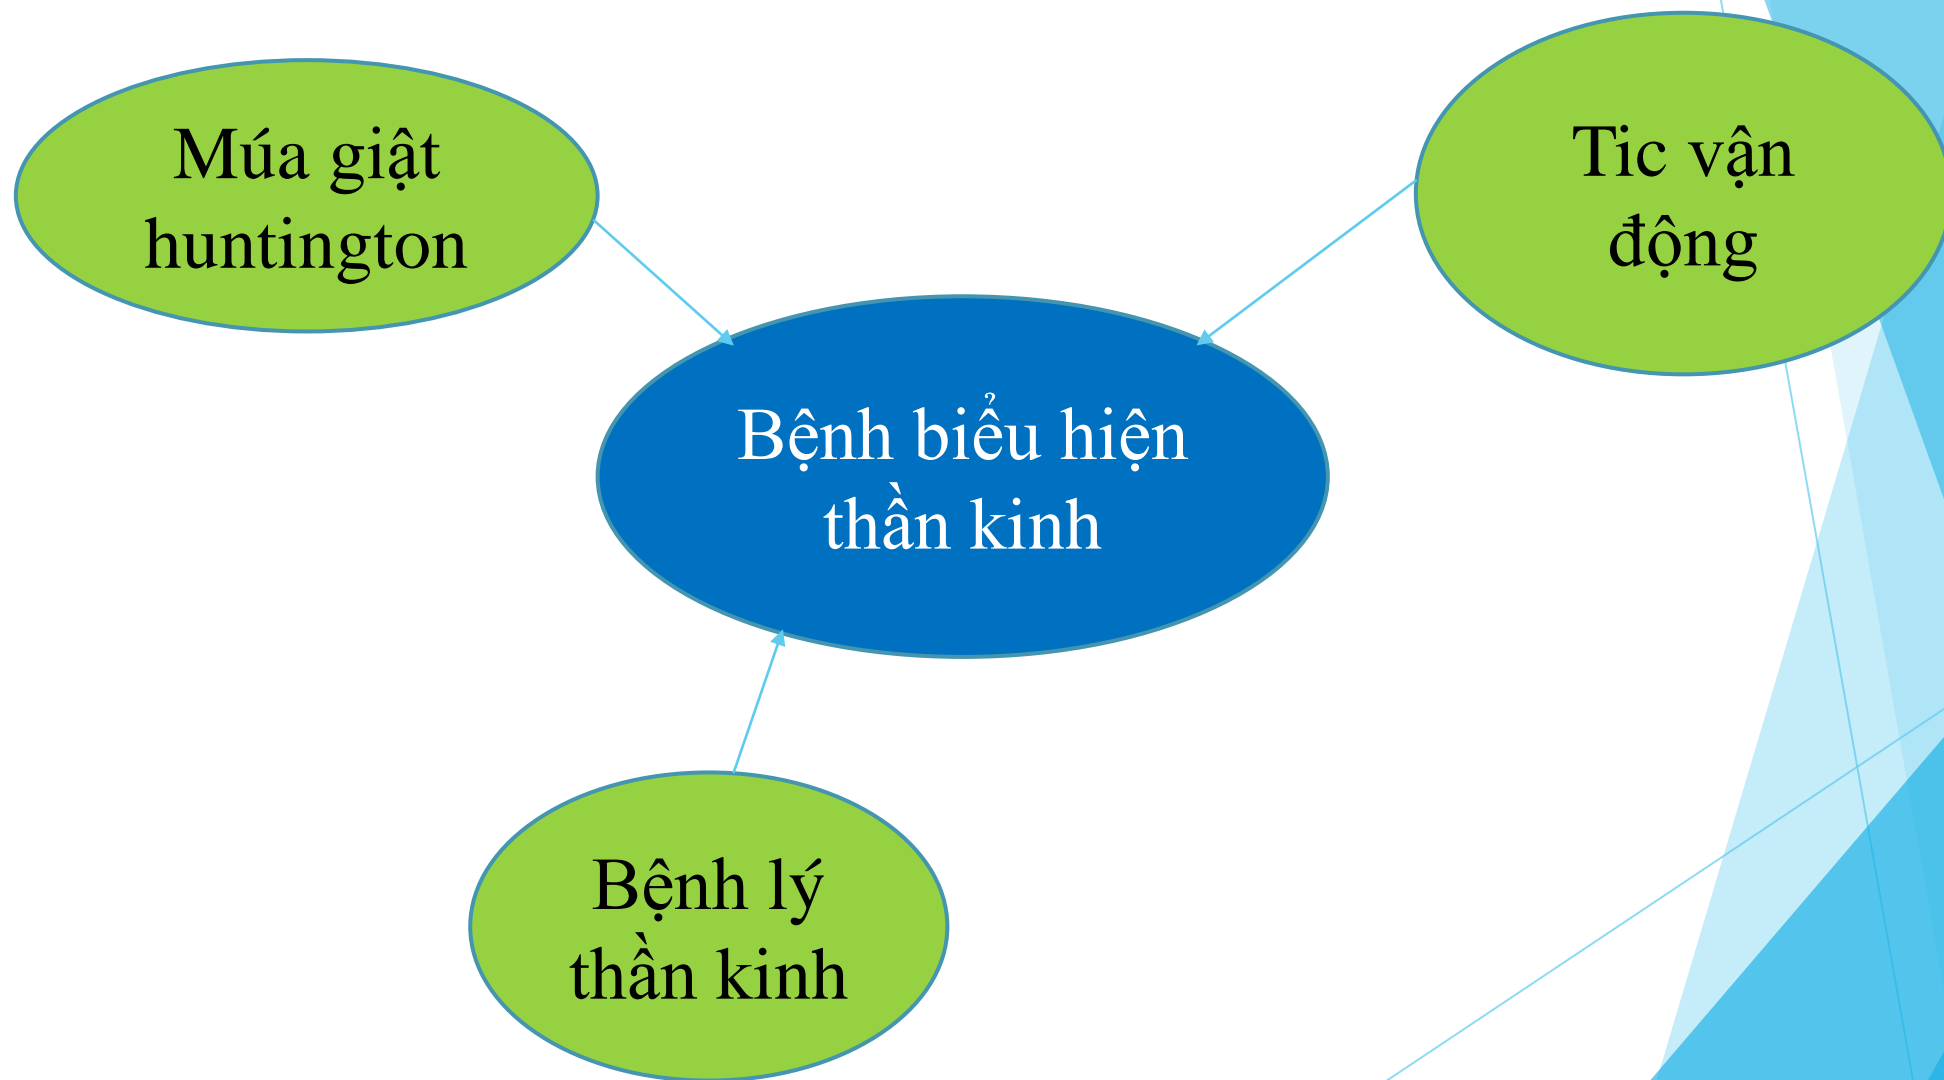 Múa giật
huntington
Tic vận
động
Bệnh biểu hiện
thần kinh
Bệnh lý
thần kinh